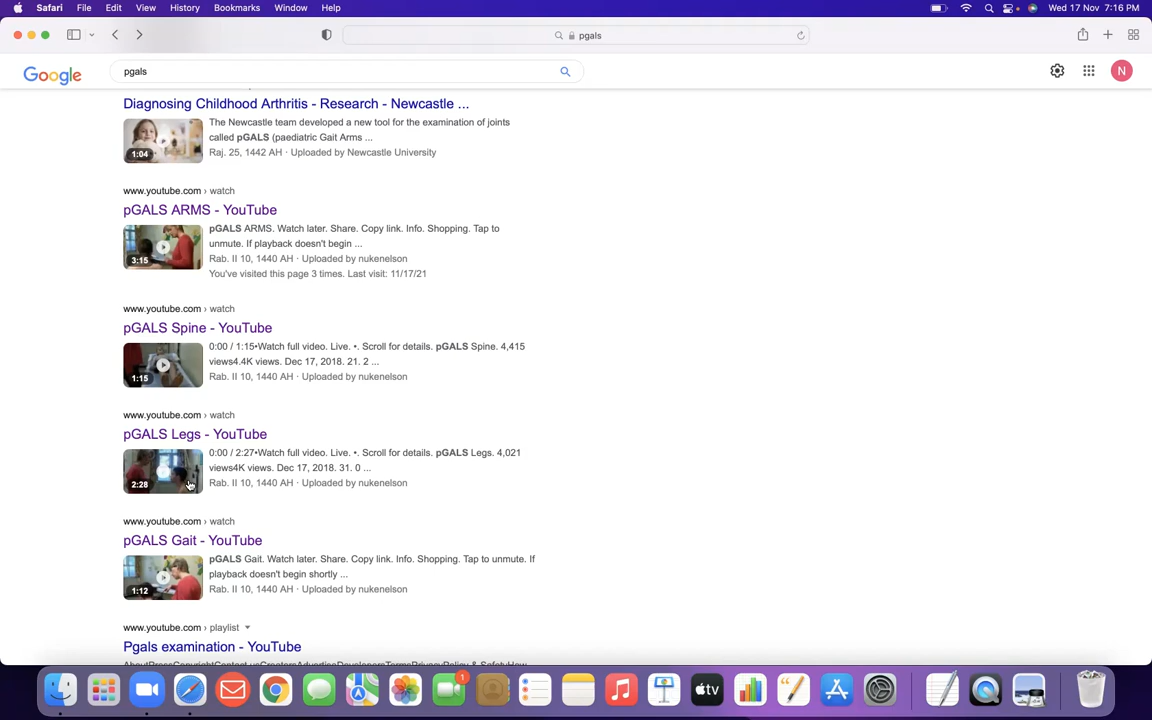 Safari File Edit View History Bookmarks Window Help Wed 17 Nov 7:16 PM
pgals
Google pgals N
Diagnosing Childhood Arthritis - Research - Newcastle ...
The Newcastle team developed a new tool for the examination of joints
called pGALS (paediatric Gait Arms ...
1:04 Raj. 25, 1442 AH · Uploaded by Newcastle University
www.youtube.com › watch
pGALS ARMS - YouTube
pGALS ARMS. Watch later. Share. Copy link. Info. Shopping. Tap to
unmute. If playback doesn't begin ...
3:15 Rab. II 10, 1440 AH · Uploaded by nukenelson
You've visited this page 3 times. Last visit: 11/17/21
www.youtube.com › watch
pGALS Spine - YouTube
0:00 / 1:15•Watch full video. Live. •. Scroll for details. pGALS Spine. 4,415
views4.4K views. Dec 17, 2018. 21. 2 ...
1:15 Rab. II 10, 1440 AH · Uploaded by nukenelson
www.youtube.com › watch
pGALS Legs - YouTube
0:00 / 2:27•Watch full video. Live. •. Scroll for details. pGALS Legs. 4,021
views4K views. Dec 17, 2018. 31. 0 ...
2:28 Rab. II 10, 1440 AH · Uploaded by nukenelson
www.youtube.com › watch
pGALS Gait - YouTube
pGALS Gait. Watch later. Share. Copy link. Info. Shopping. Tap to unmute. If
playback doesn't begin shortly ...
1:12 Rab. II 10, 1440 AH · Uploaded by nukenelson
www.youtube.com › playlist
Pgals examination - YouTube
AboutPressCopyrightContact usCreatorsAdvertiseDevelopersTermsPrivacyPolicy & SafetyHow
1
tv